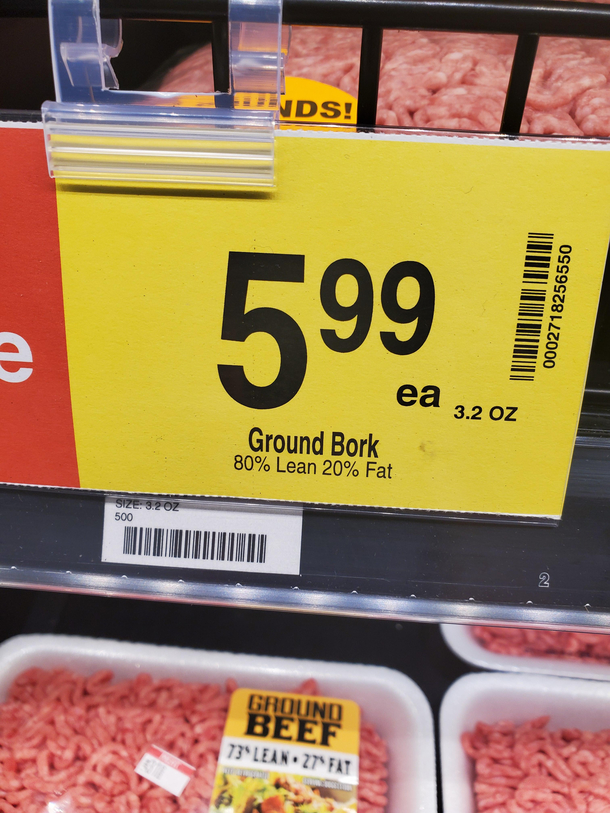 NDS!
e
5 99
ea 3.2 OZ
0002718256550
Ground Bork
80% Lean 20% Fat
SIZE: 3.2 OZ
500
2
GROUND
BEEF
73% LEAN • 27% FAT